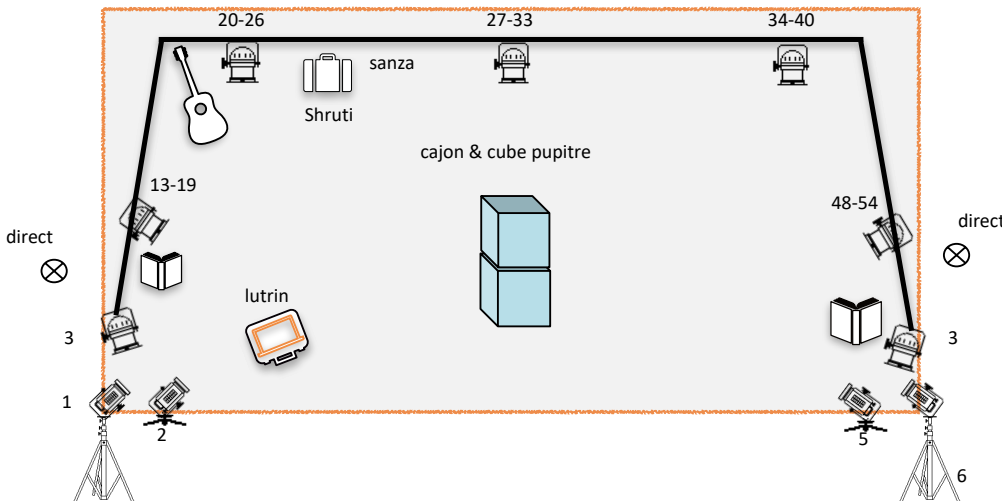 20-26
27-33
34-40
sanza
Shruti
cajon & cube pupitre
13-19
48-54
direct
direct
lutrin
3
3
1
2
5
6